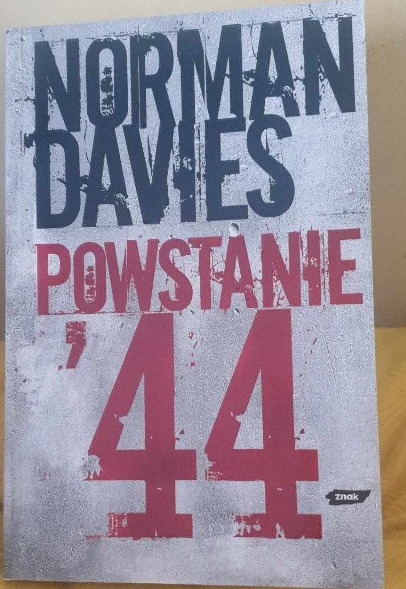 NORMAN
DAVIES
POWSTANIE
'44
znak